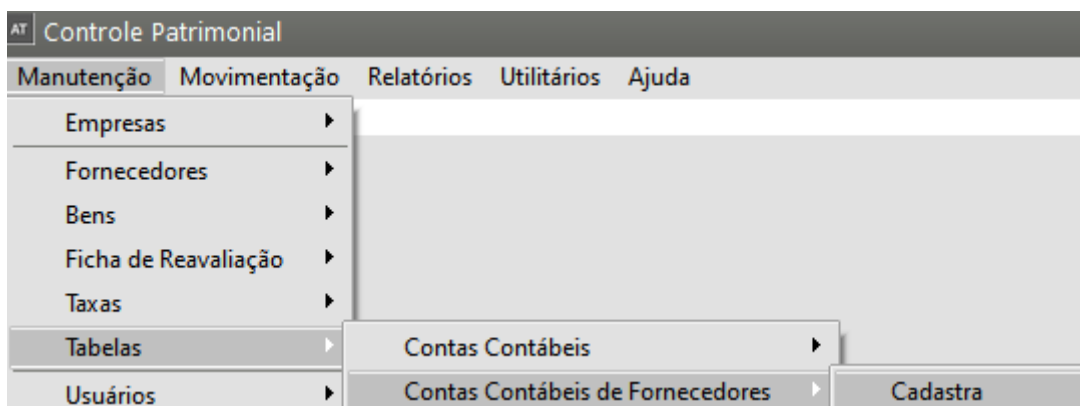 AT Controle Patrimonial
Manutenção Movimentação Relatórios Utilitários Ajuda
Empresas
Fornecedores
Bens
Ficha de Reavaliação
Taxas
Tabelas Contas Contábeis
Usuários Contas Contábeis de Fornecedores Cadastra